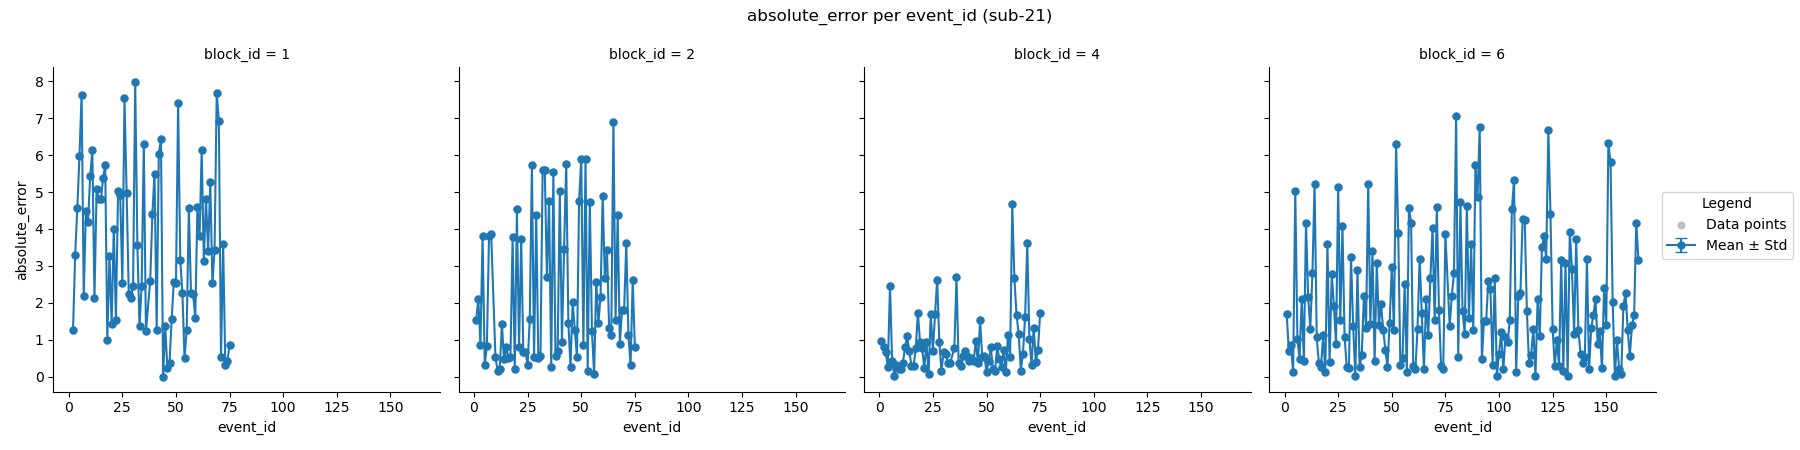 absolute_error per event_id (sub-21)
block_id = 1
block_id = 2
block_id = 4
block_id = 6
absolute_error
8
7
6
5
4
3
2
1
0
0 25 50 75 100 125 150
0 25 50 75 100 125 150
0 25 50 75 100 125 150
0 25 50 75 100 125 150
event_id
event_id
event_id
event_id
Legend
Data points
Mean ± Std